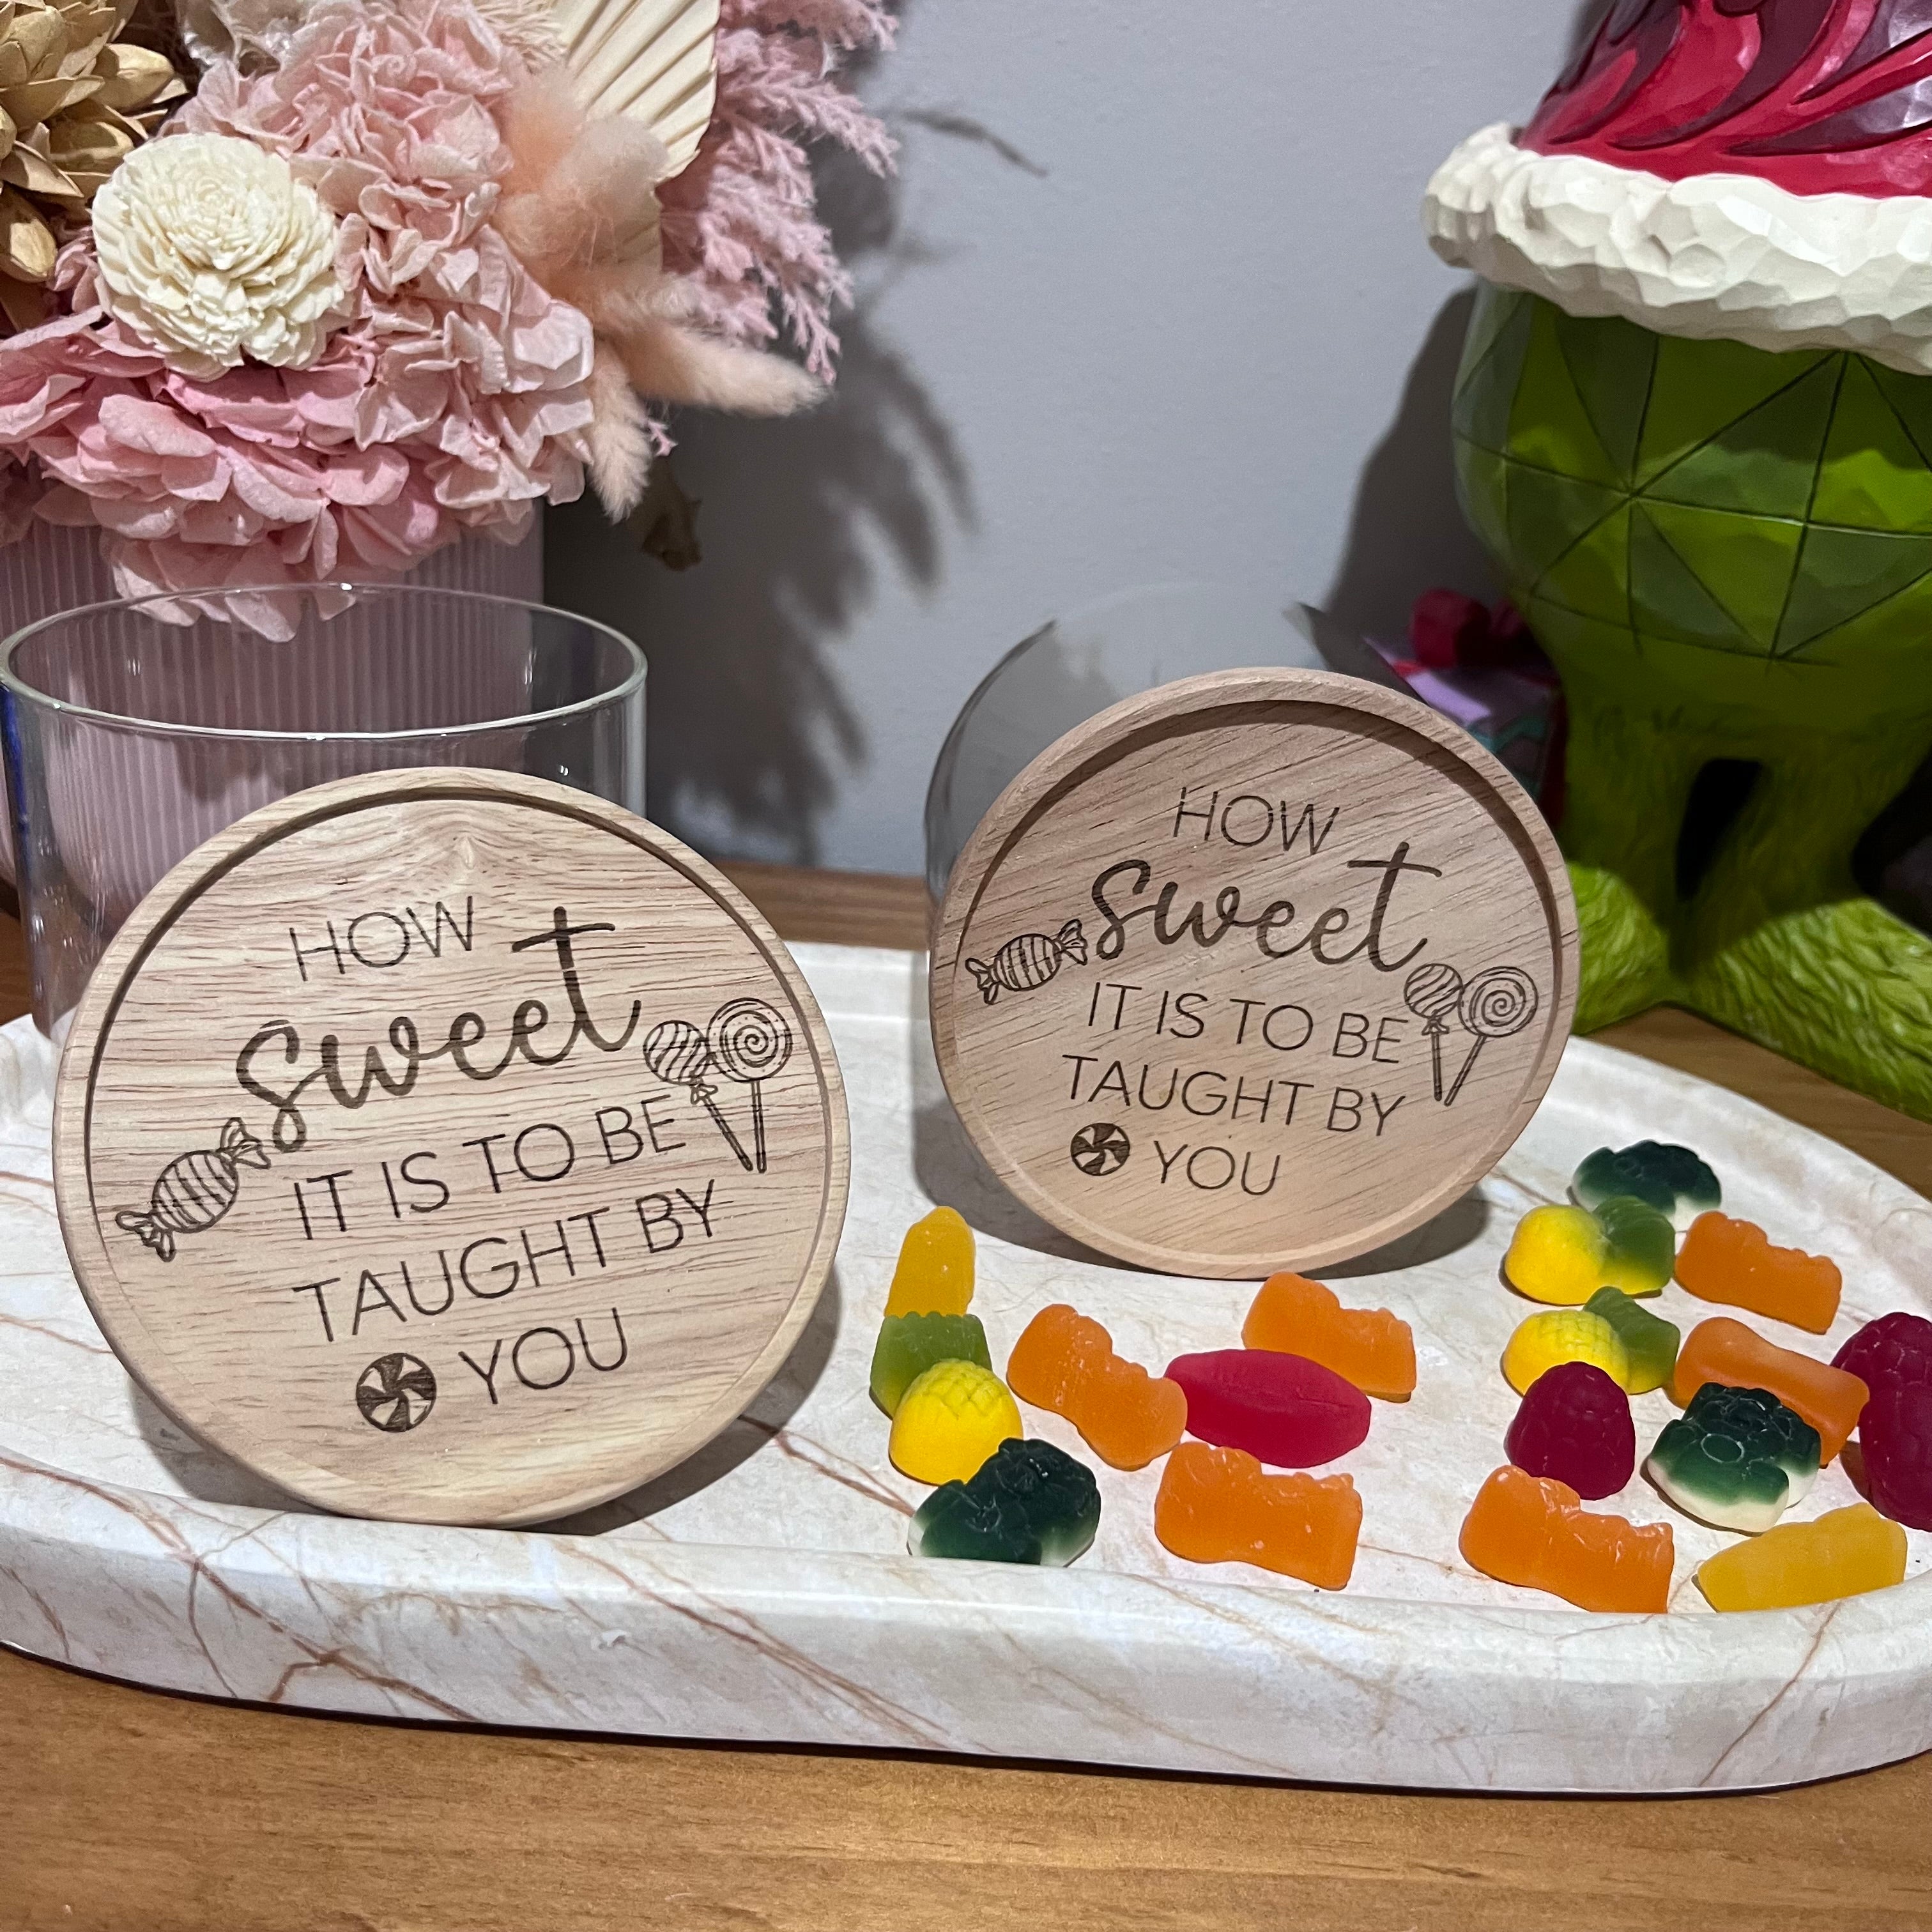 HOW
sweet
IT IS TO BE
TAUGHT BY
YOU
HOW
sweet
IT IS TO BE
TAUGHT BY
YOU